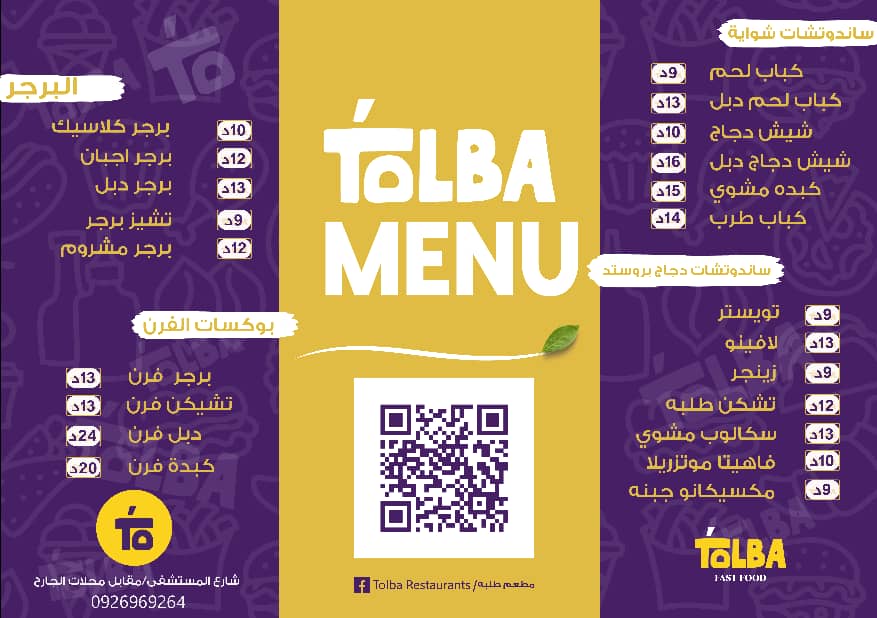 ساندوتشات شواية
كباب لحم 9د
كباب لحم دبل 13د
شيش دجاج 10د
شيش دجاج دبل 16د
كبده مشوي 15د
كباب طرب 14د
ساندوتشات دجاج بروستد
تويستر 9د
لافينو 13د
زينجر 9د
تشكن طلبه 12د
سكالوب مشوي 13د
فاهيتا موتزريلا 10د
مكسيكانو جبنه 9د
TOLBA
FAST FOOD
TOLBA
MENU
Tolba Restaurants/مطعم طلبه
البرجر
برجر كلاسيك 10د
برجر اجبان 12د
برجر دبل 13د
تشيز برجر 9د
برجر مشروم 12د
بوكسات الفرن
برجر فرن 13د
تشيكن فرن 13د
دبل فرن 24د
كبدة فرن 20د
To
شارع المستشفى/مقابل محلات الجارح
0926969264